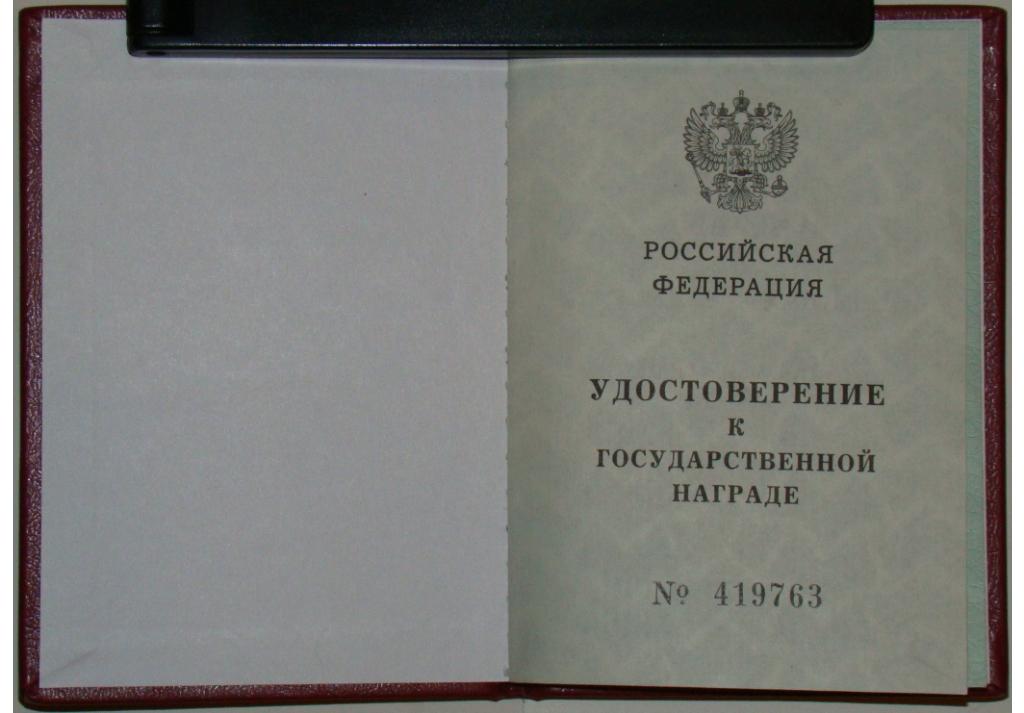 РОССИЙСКАЯ
ФЕДЕРАЦИЯ
УДОСТОВЕРЕНИЕ
К
ГОСУДАРСТВЕННОЙ
НАГРАДЕ
№ 419763